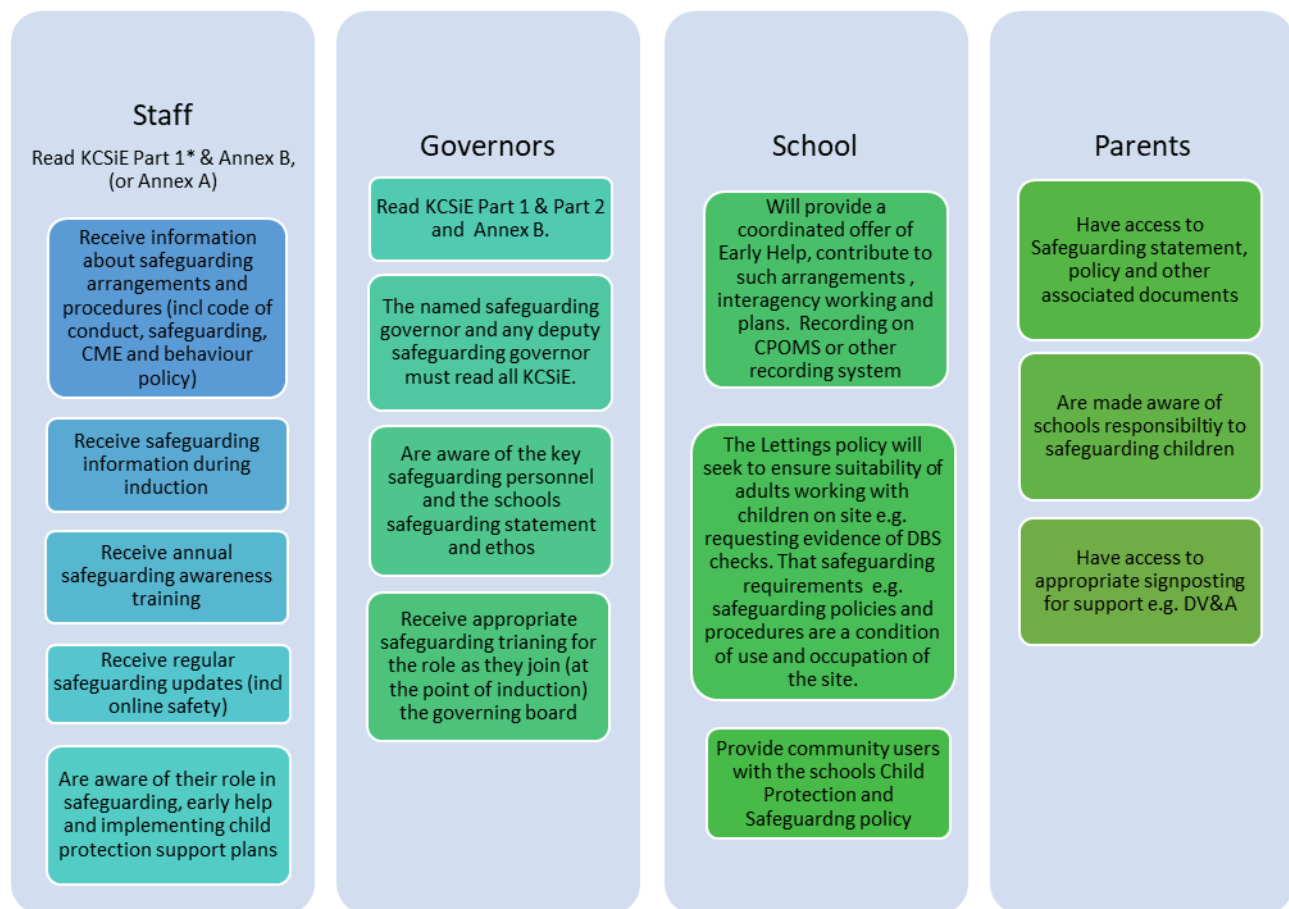 Staff
Read KCSiE Part 1* & Annex B,
(or Annex A)
Receive information
about safeguarding
arrangements and
procedures (incl code of
conduct, safeguarding,
CME and behaviour
policy)
Receive safeguarding
information during
induction
Receive annual
safeguarding awareness
training
Receive regular
safeguarding updates (incl
online safety)
Are aware of their role in
safeguarding, early help
and implementing child
protection support plans
Governors
Read KCSiE Part 1 & Part 2
and Annex B.
The named safeguarding
governor and any deputy
safeguarding governor
must read all KCSiE.
Are aware of the key
safeguarding personnel
and the schools
safeguarding statement
and ethos
Receive appropriate
safeguarding trianing for
the role as they join (at
the point of induction)
the governing board
School
Will provide a
coordinated offer of
Early Help, contribute to
such arrangements ,
interagency working and
plans. Recording on
CPOMS or other
recording system
The Lettings policy will
seek to ensure suitability of
adults working with
children on site e.g.
requesting evidence of DBS
checks. That safeguarding
requirements e.g.
safeguarding policies and
procedures are a condition
of use and occupation of
the site.
Provide community users
with the schools Child
Protection and
Safeguardng policy
Parents
Have access to
Safeguarding statement,
policy and other
associated documents
Are made aware of
schools responsibiltiy to
safeguarding children
Have access to
appropriate signposting
for support e.g. DV&A